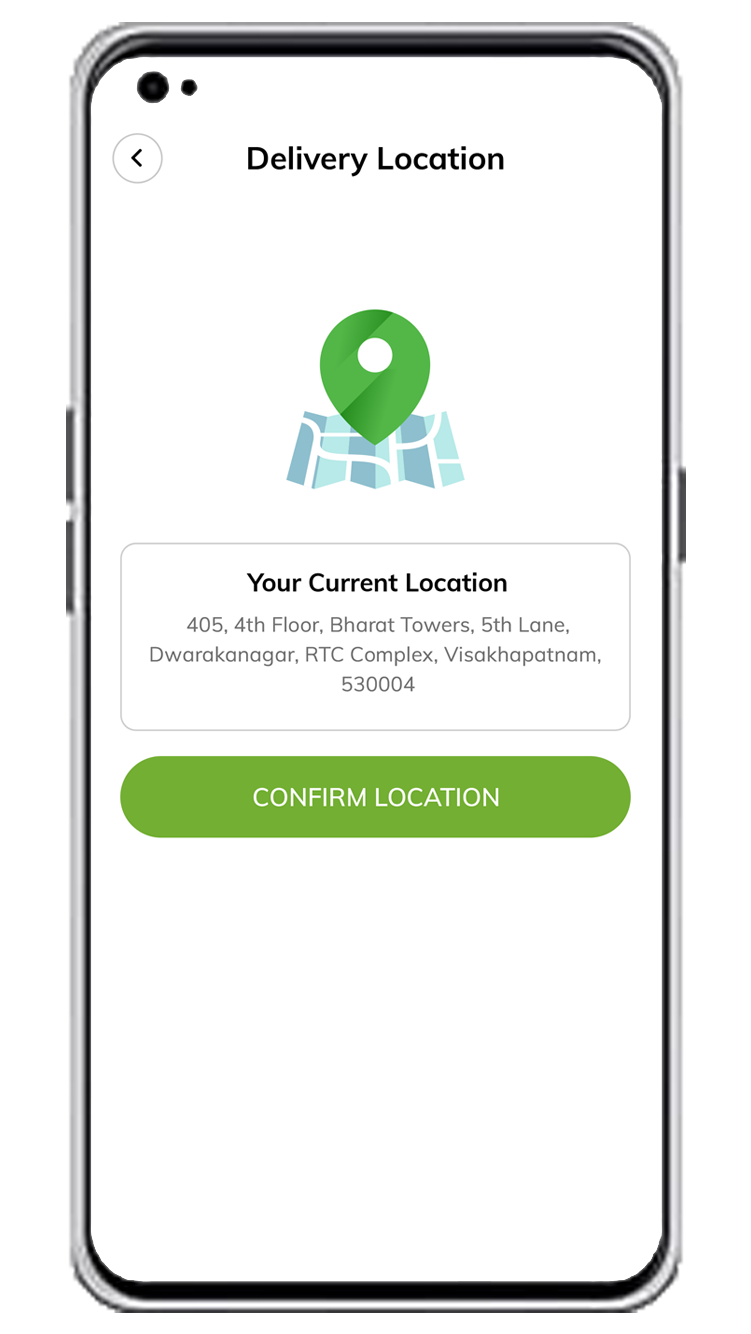 Delivery Location
Your Current Location
405, 4th Floor, Bharat Towers, 5th Lane,
Dwarakanagar, RTC Complex, Visakhapatnam,
530004
CONFIRM LOCATION